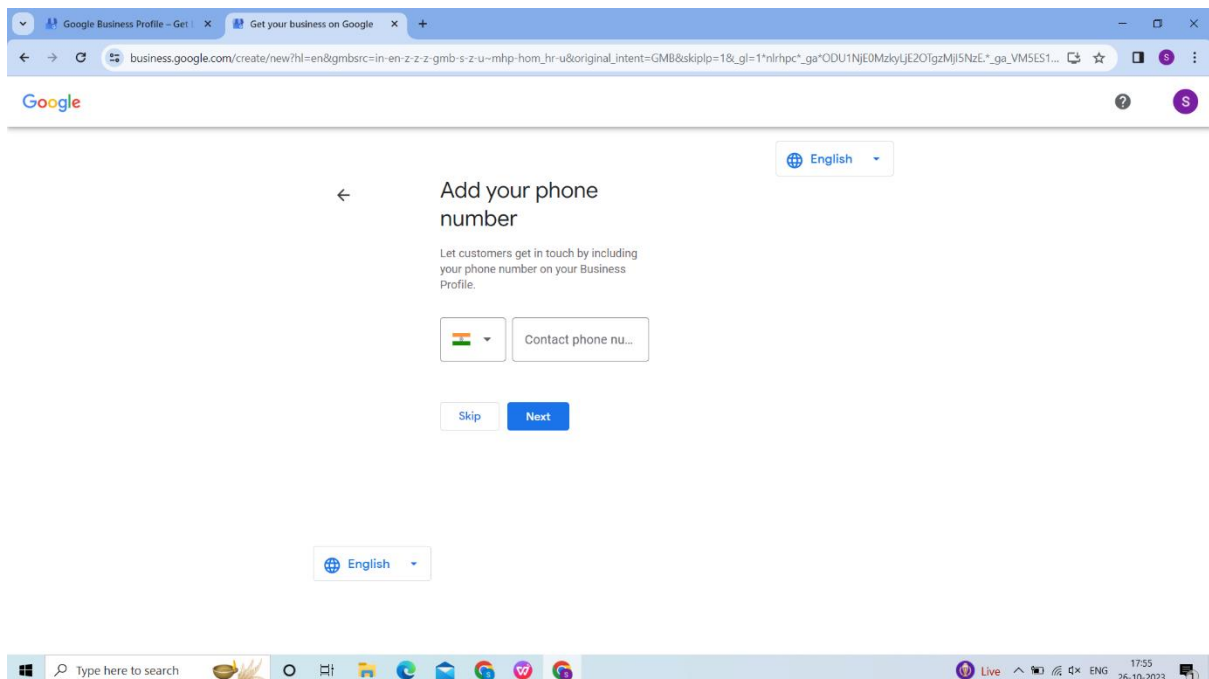 Google Business Profile – Get
Get your business on Google
business.google.com/create/new?hl=en&gmbsrc=in-en-z-z-z-gmb-s-z-u~mhp-hom_hr-u&original_intent=GMB&skiplp=1&_gl=1*nlrhpc*_ga*
Google
S
English
Add your phone
number
Let customers get in touch by including
your phone number on your Business
Profile.
Contact phone nu...
Skip
Next
English
Type here to search
Live
ENG
17:55
26-10-2023